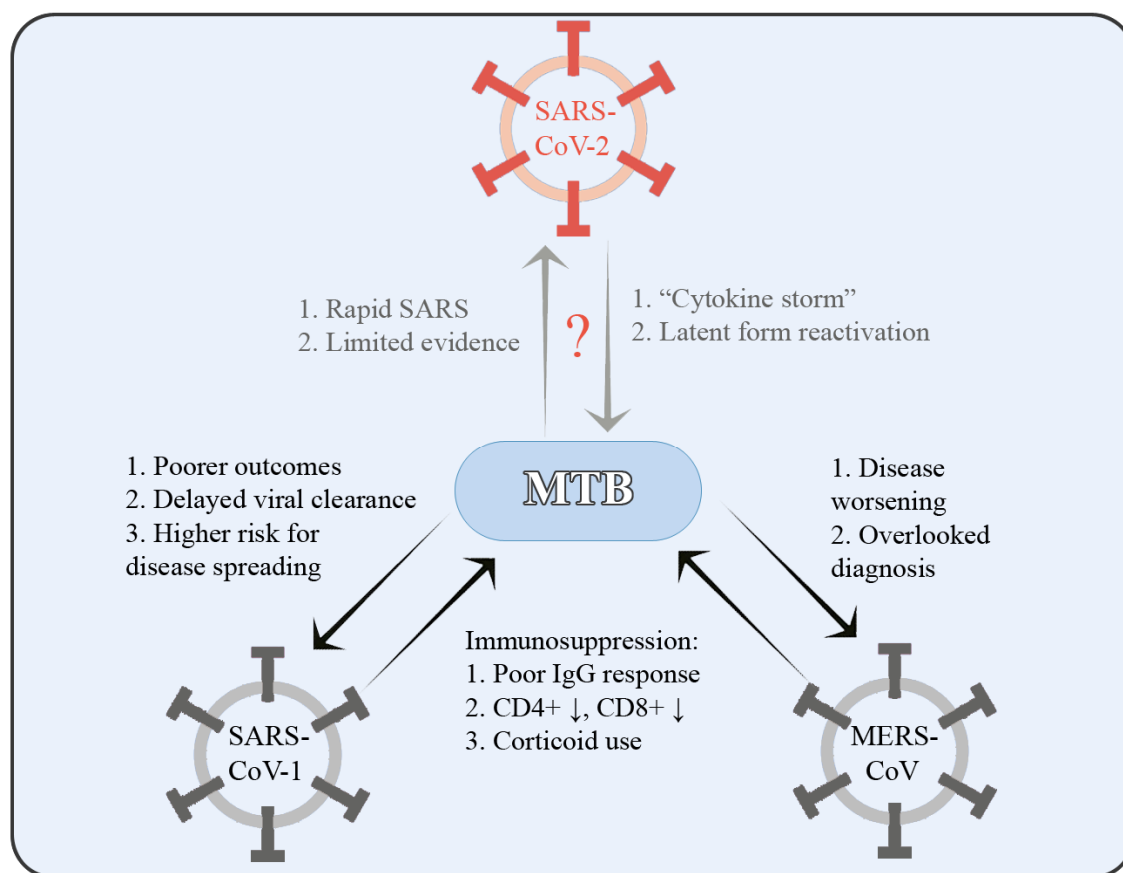 SARS-
CoV-2
1. Rapid SARS
2. Limited evidence
?
1. “Cytokine storm”
2. Latent form reactivation
MTB
1. Poorer outcomes
2. Delayed viral clearance
3. Higher risk for
disease spreading
1. Disease
worsening
2. Overlooked
diagnosis
Immunosuppression:
1. Poor IgG response
2. CD4+ ↓, CD8+ ↓
3. Corticoid use
SARS-
CoV-1
MERS-
CoV